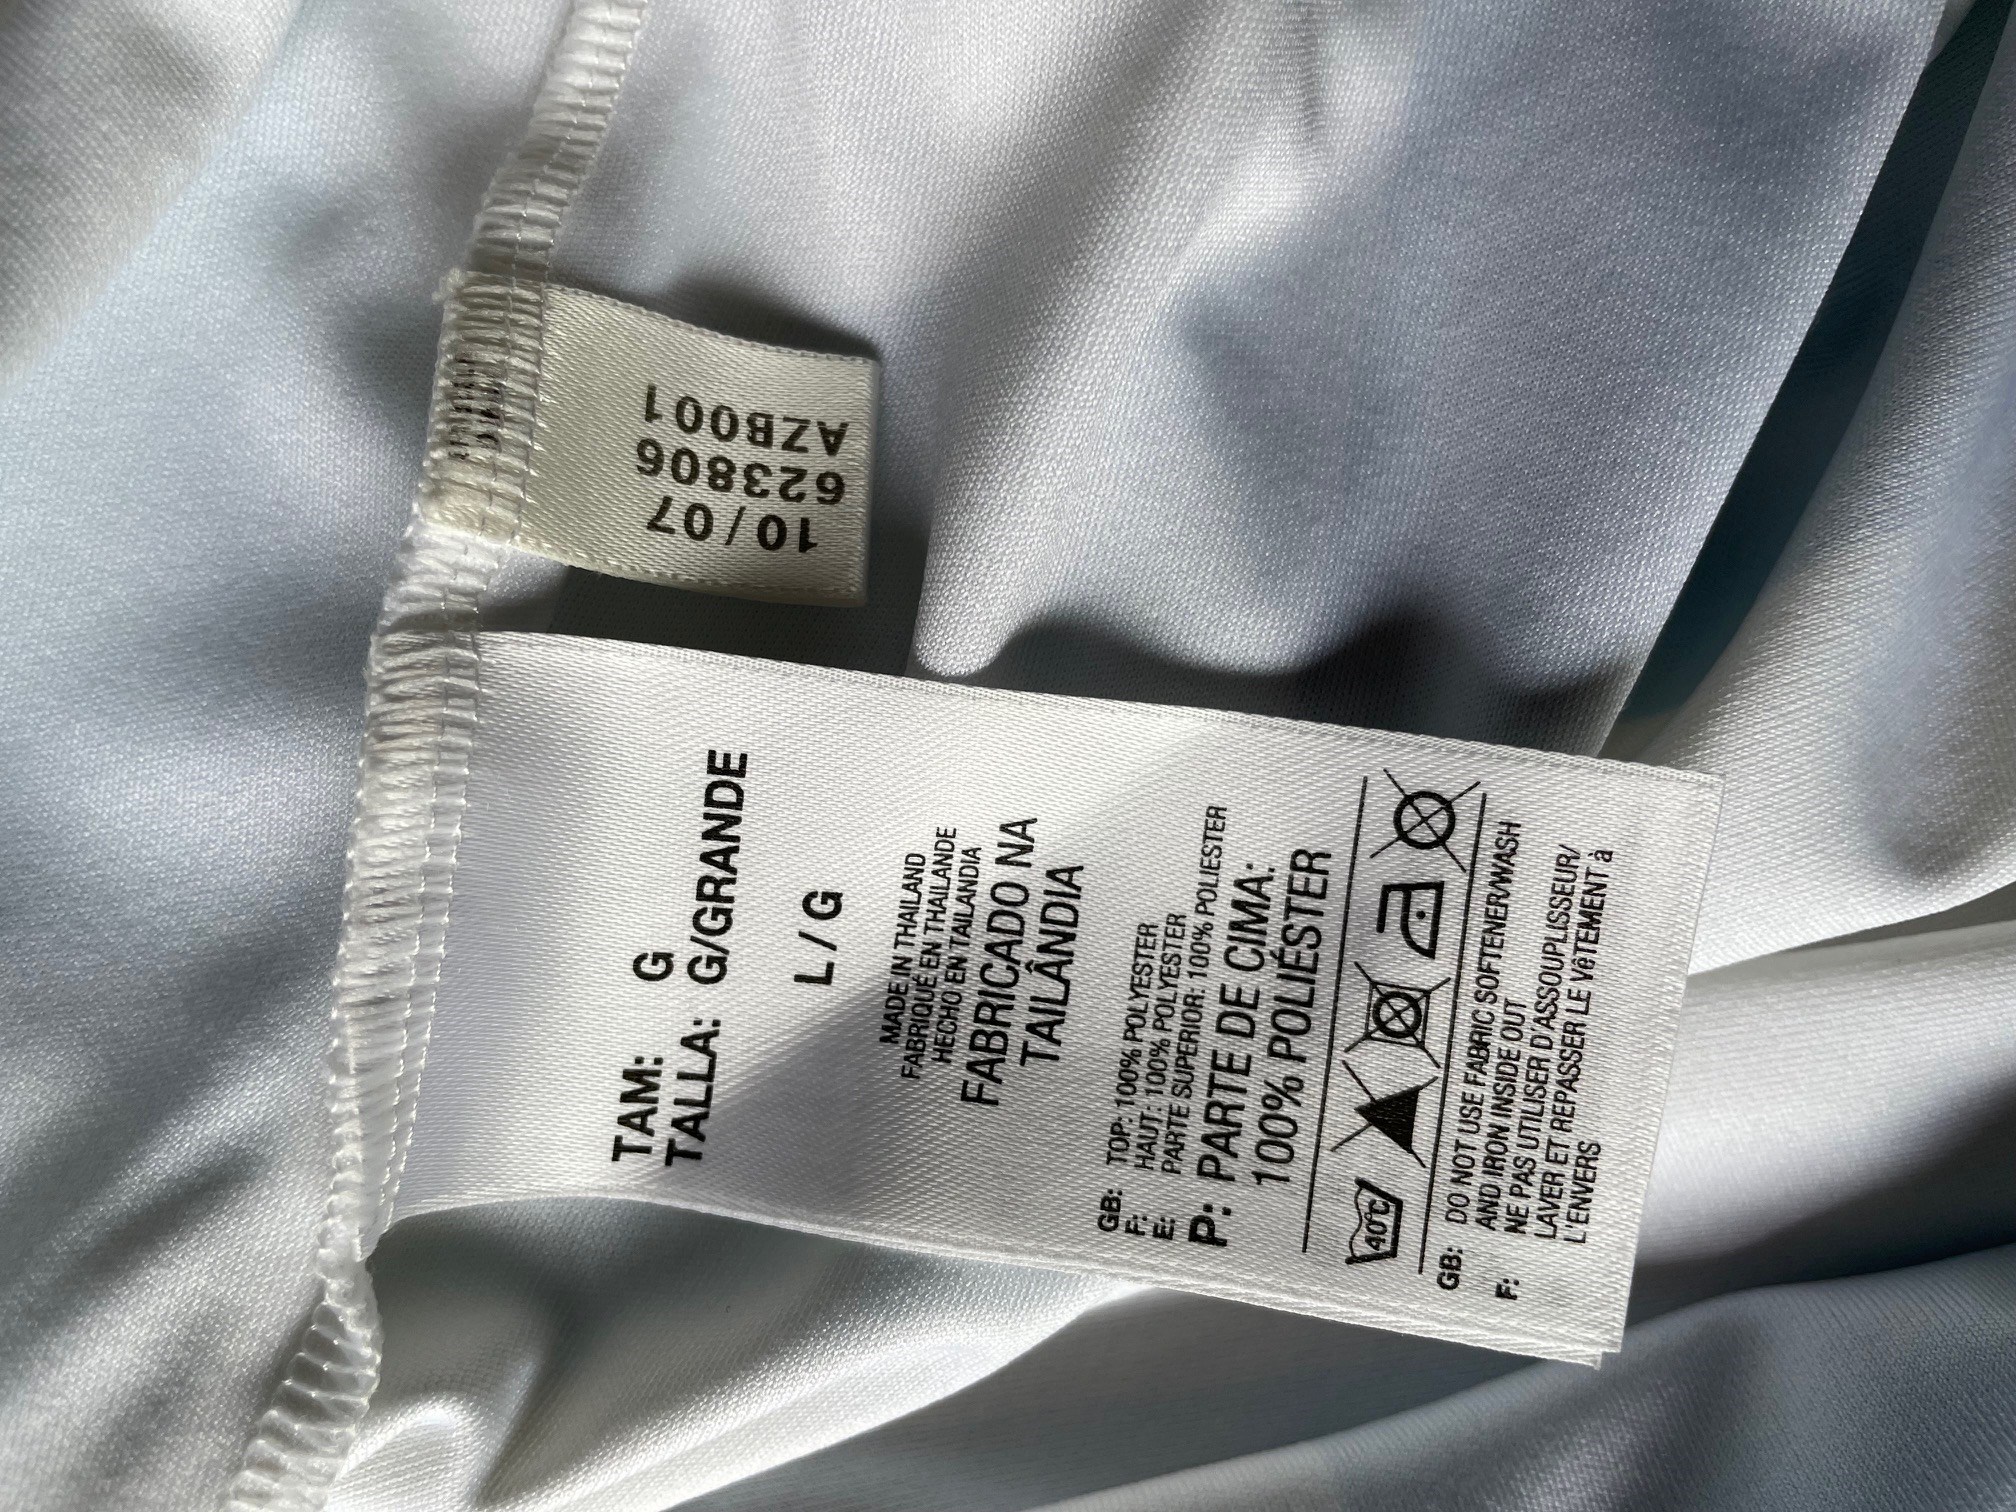 10/07
623806
AZB001
TAM: G
TALLA: G/GRANDE
L/G
MADE IN THAILAND
FABRIQUÉ EN THAÏLANDE
HECHO EN TAILANDIA
FABRICADO NA
TAILÂNDIA
GB: TOP: 100% POLYESTER
F: HAUT: 100% POLYESTER
E: PARTE SUPERIOR: 100% POLIESTER
P: PARTE DE CIMA:
100% POLIÉSTER
40°C
GB: DO NOT USE FABRIC SOFTENER/WASH
AND IRON INSIDE OUT
F: NE PAS UTILISER D'ASSOUPLISSEUR/
LAVER ET REPASSER LE VêTEMENT à
L'ENVERS